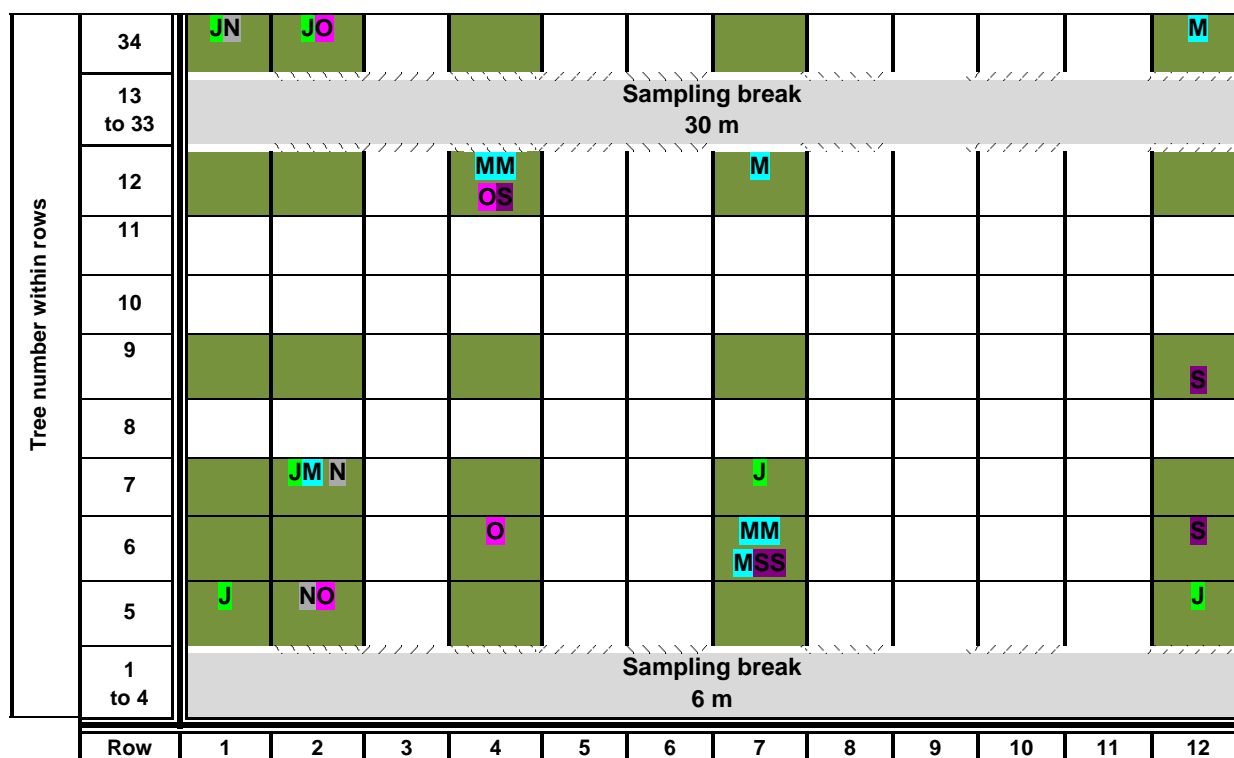 Tree number within rows
34 JN JO M
13 to 33
Sampling break
30 m
12 MM M
OS
11
10
9
S
8
7 JM N J
6 O MM S
MSS
5 J NO J
1 to 4
Sampling break
6 m
Row 1 2 3 4 5 6 7 8 9 10 11 12